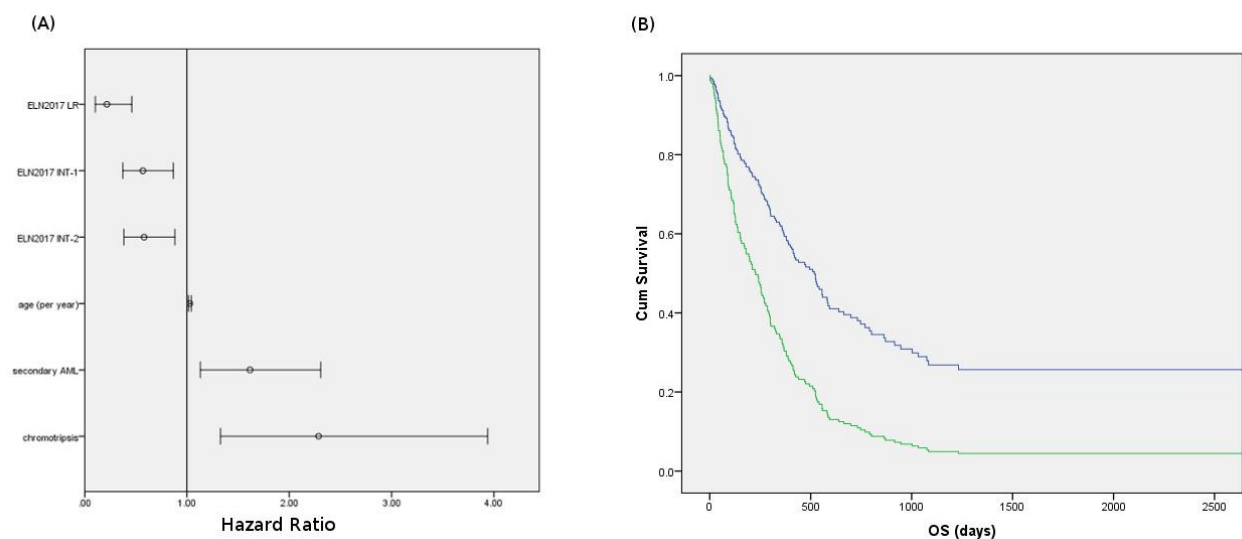 (A)
ELN2017 LR
ELN2017 INT-1
ELN2017 INT-2
age (per year)
secondary AML
chromotripsis
.00
1.00
2.00
3.00
4.00
Hazard Ratio
(B)
Cum Survival
1.0
0.8
0.6
0.4
0.2
0.0
0
500
1000
1500
2000
2500
OS (days)